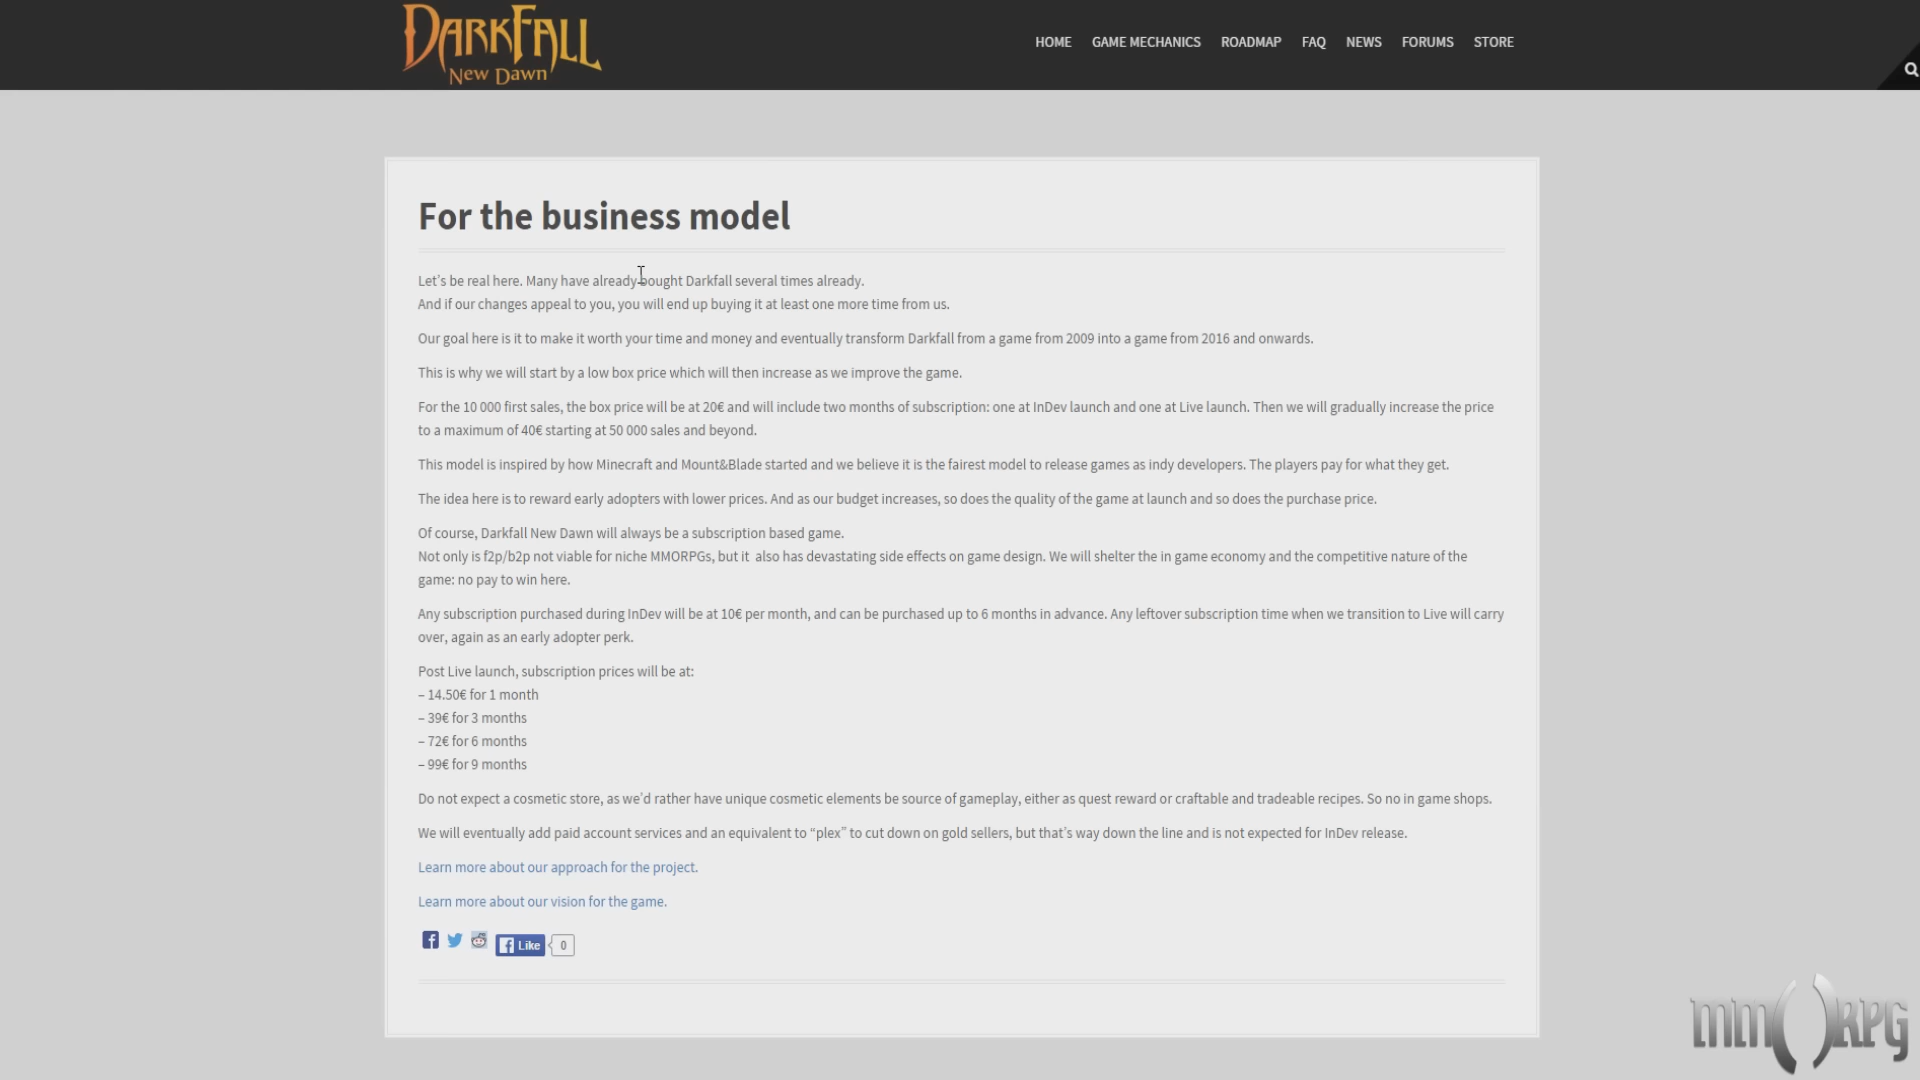 DARKFALL
New Dawn
HOME GAME MECHANICS ROADMAP FAQ NEWS FORUMS STORE
For the business model
Let's be real here. Many have already bought Darkfall several times already.
And if our changes appeal to you, you will end up buying it at least one more time from us.
Our goal here is it to make it worth your time and money and eventually transform Darkfall from a game from 2009 into a game from 2016 and onwards.
This is why we will start by a low box price which will then increase as we improve the game.
For the 10 000 first sales, the box price will be at 20€ and will include two months of subscription: one at InDev launch and one at Live launch. Then we will gradually increase the price
to a maximum of 40€ starting at 50 000 sales and beyond.
This model is inspired by how Minecraft and Mount&Blade started and we believe it is the fairest model to release games as indy developers. The players pay for what they get.
The idea here is to reward early adopters with lower prices. And as our budget increases, so does the quality of the game at launch and so does the purchase price.
Of course, Darkfall New Dawn will always be a subscription based game.
Not only is f2p/b2p not viable for niche MMORPGs, but it also has devastating side effects on game design. We will shelter the in game economy and the competitive nature of the
game: no pay to win here.
Any subscription purchased during InDev will be at 10€ per month, and can be purchased up to 6 months in advance. Any leftover subscription time when we transition to Live will carry
over, again as an early adopter perk.
Post Live launch, subscription prices will be at:
– 14.50€ for 1 month
– 39€ for 3 months
– 72€ for 6 months
– 99€ for 9 months
Do not expect a cosmetic store, as we'd rather have unique cosmetic elements be source of gameplay, either as quest reward or craftable and tradeable recipes. So no in game shops.
We will eventually add paid account services and an equivalent to “plex” to cut down on gold sellers, but that's way down the line and is not expected for InDev release.
Learn more about our approach for the project.
Learn more about our vision for the game.
Like 0
mm()RPG